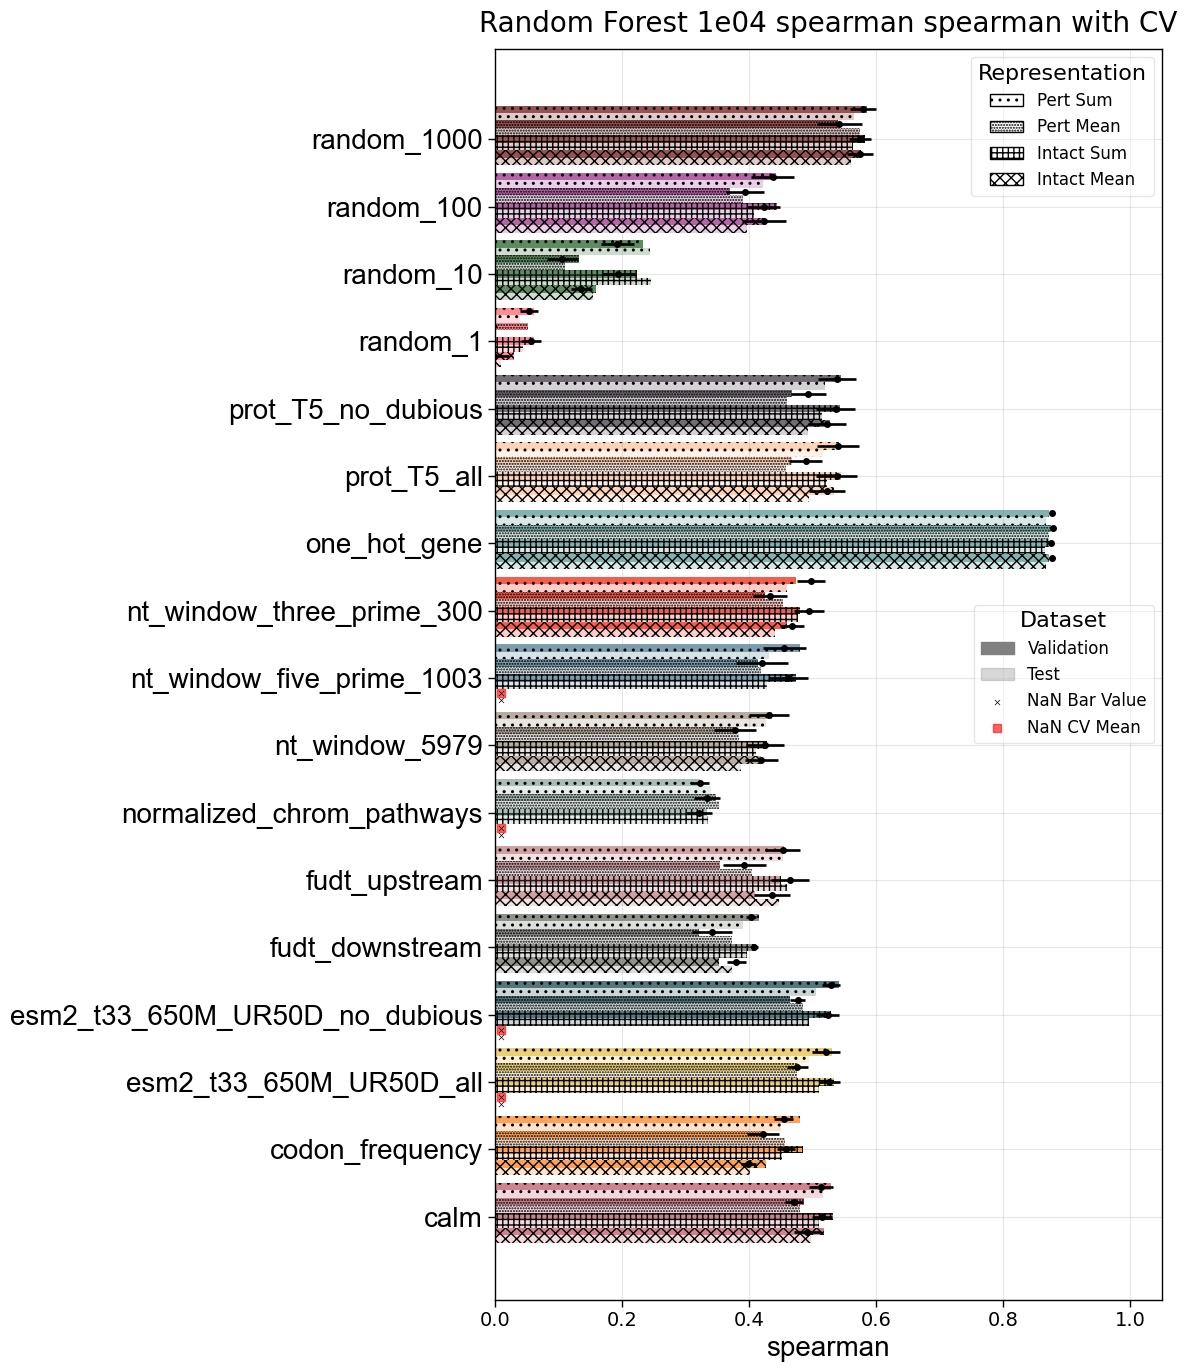 Random Forest 1e04 spearman spearman with CV
Representation
Pert Sum
Pert Mean
Intact Sum
Intact Mean
random_1000
random_100
random_10
random_1
prot_T5_no_dubious
prot_T5_all
one_hot_gene
nt_window_three_prime_300
nt_window_five_prime_1003
nt_window_5979
normalized_chrom_pathways
fudt_upstream
fudt_downstream
esm2_t33_650M_UR50D_no_dubious
esm2_t33_650M_UR50D_all
codon_frequency
calm
Dataset
Validation
Test
NaN Bar Value
NaN CV Mean
0.0 0.2 0.4 0.6 0.8 1.0
spearman